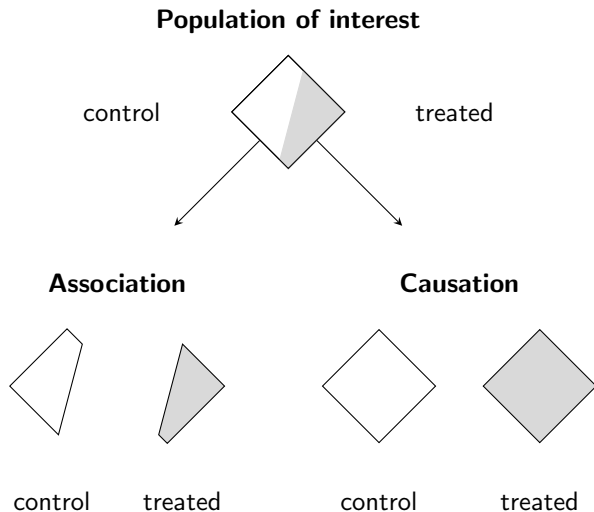 Population of interest
control treated
Association Causation
control treated control treated